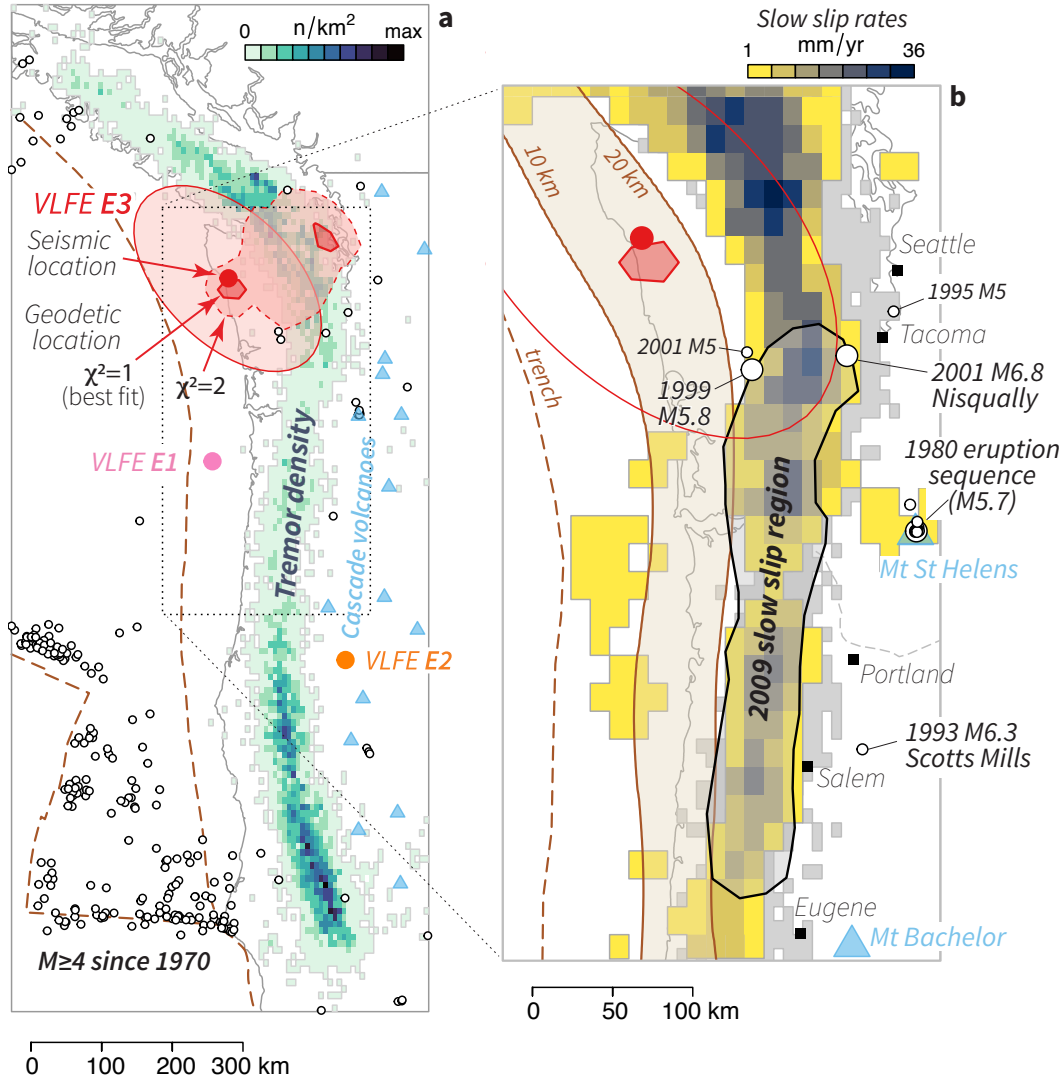 a
0 n/km² max
VLFE E3
Seismic
location
Geodetic
location
χ²=1
(best fit)
χ²=2
VLFE E1
Tremor density
Cascade volcanoes
VLFE E2
M≥4 since 1970
0 100 200 300 km
Slow slip rates
mm/yr
1 36
b
10 km
20 km
trench
Seattle
1995 M5
Tacoma
2001 M5
1999
M5.8
2001 M6.8
Nisqually
1980 eruption
sequence
(M5.7)
Mt St Helens
2009 slow slip region
Portland
1993 M6.3
Scotts Mills
Salem
Eugene
Mt Bachelor
0 50 100 km